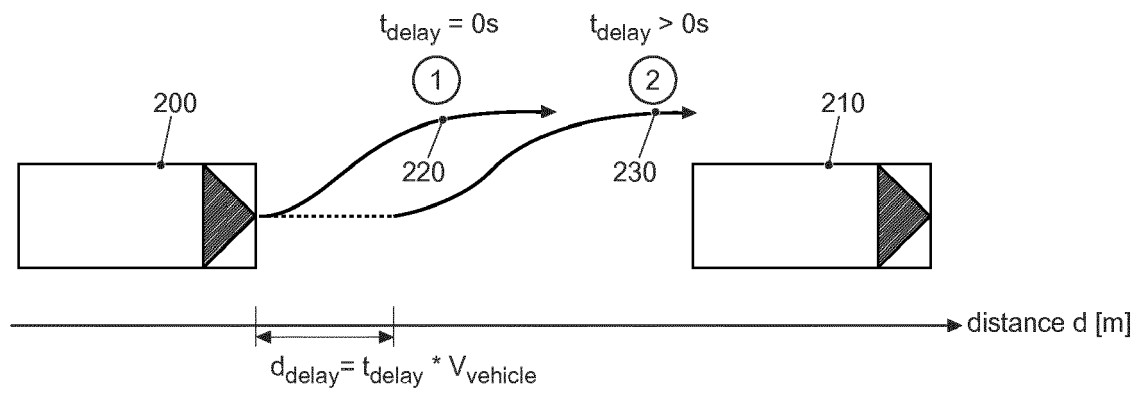 t_delay = 0s
t_delay > 0s
1
2
200
210
220
230
distance d [m]
d_delay= t_delay * V_vehicle